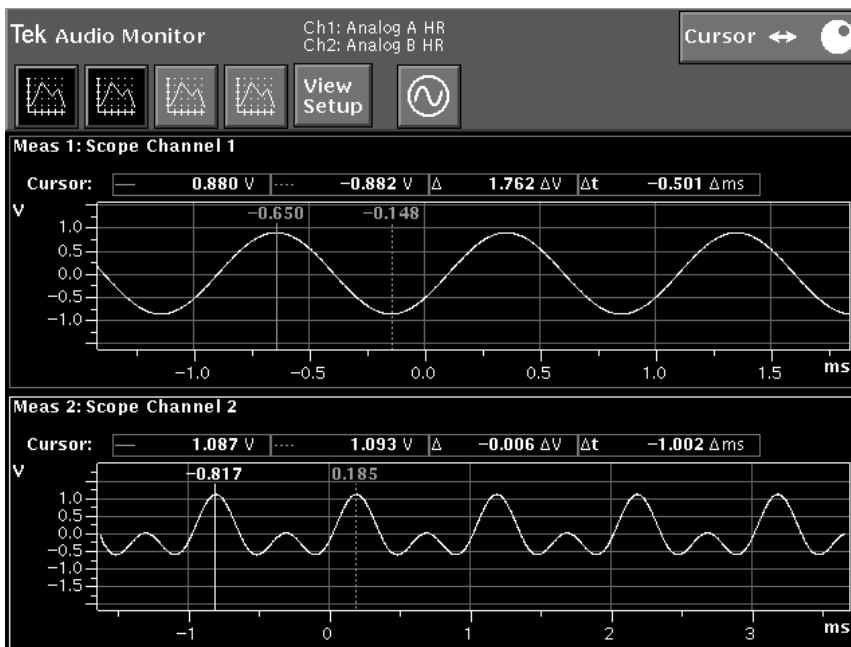 Tek Audio Monitor
Ch1: Analog A HR
Ch2: Analog B HR
Cursor ↔
View
Setup
Meas 1: Scope Channel 1
Cursor: — 0.880 V ---- −0.882 V Δ 1.762 ΔV Δt −0.501 Δms
V
−0.650 −0.148
1.0
0.5
0.0
−0.5
−1.0
−1.0 −0.5 0.0 0.5 1.0 1.5 ms
Meas 2: Scope Channel 2
Cursor: — 1.087 V ---- 1.093 V Δ −0.006 ΔV Δt −1.002 Δms
V
−0.817 0.185
1.0
0.5
0.0
−0.5
−1.0
−1.5
−1 0 1 2 3 ms